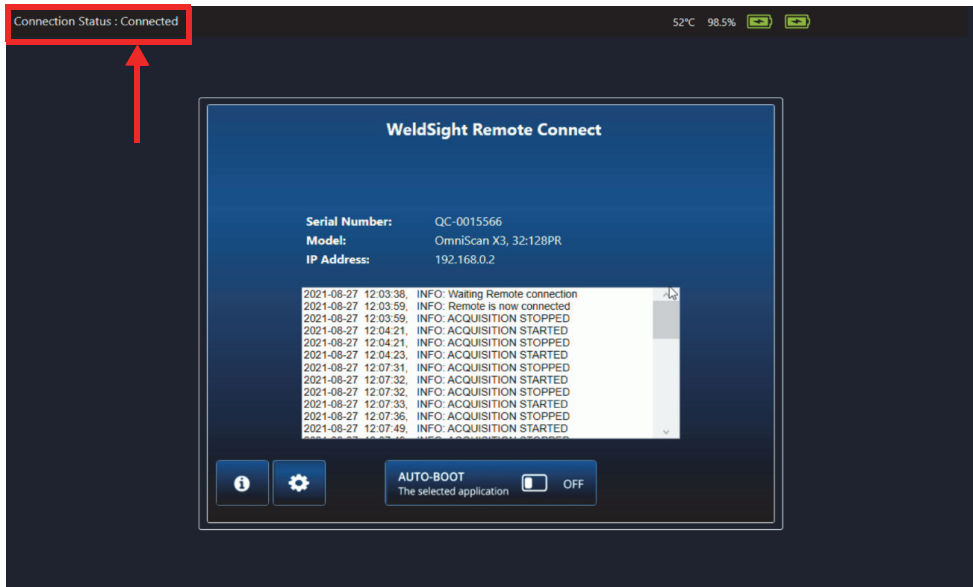 Connection Status : Connected
52°C 98.5%
WeldSight Remote Connect
Serial Number: QC-0015566
Model: OmniScan X3, 32:128PR
IP Address: 192.168.0.2
2021-08-27 12:03:38, INFO: Waiting Remote connection
2021-08-27 12:03:59, INFO: Remote is now connected
2021-08-27 12:03:59, INFO: ACQUISITION STOPPED
2021-08-27 12:04:21, INFO: ACQUISITION STARTED
2021-08-27 12:04:21, INFO: ACQUISITION STOPPED
2021-08-27 12:04:23, INFO: ACQUISITION STARTED
2021-08-27 12:07:31, INFO: ACQUISITION STOPPED
2021-08-27 12:07:32, INFO: ACQUISITION STARTED
2021-08-27 12:07:32, INFO: ACQUISITION STOPPED
2021-08-27 12:07:33, INFO: ACQUISITION STARTED
2021-08-27 12:07:36, INFO: ACQUISITION STOPPED
2021-08-27 12:07:49, INFO: ACQUISITION STARTED
AUTO-BOOT
The selected application
OFF